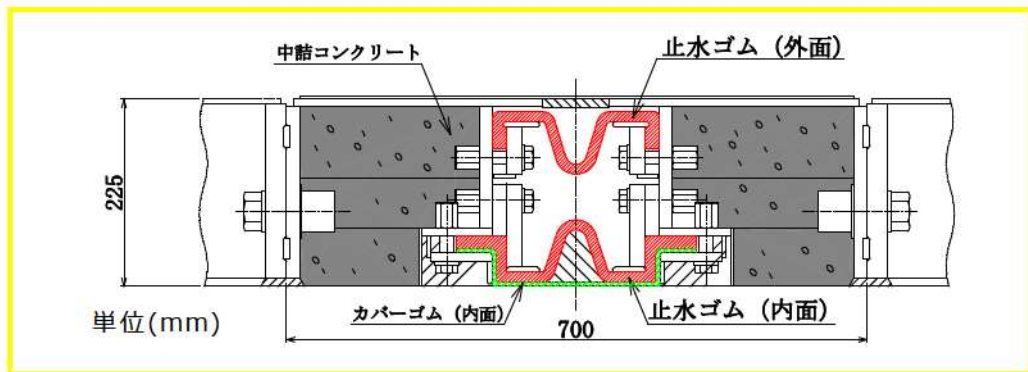 中詰コンクリート
止水ゴム（外面）
225
単位(mm)
カバーゴム（内面）
止水ゴム（内面）
700